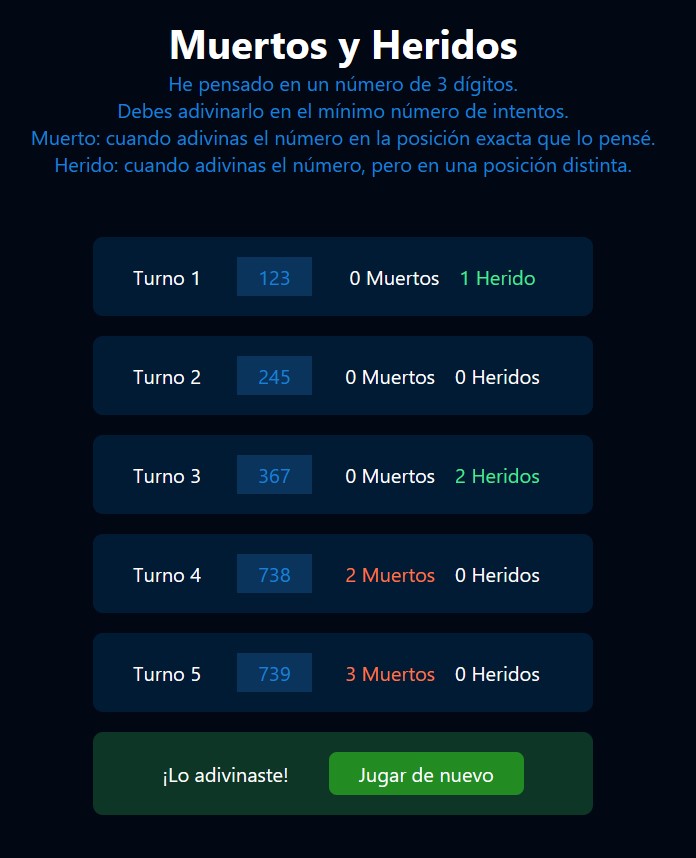 Muertos y Heridos
He pensado en un número de 3 dígitos.
Debes adivinarlo en el mínimo número de intentos.
Muerto: cuando adivinas el número en la posición exacta que lo pensé.
Herido: cuando adivinas el número, pero en una posición distinta.
Turno 1 123 0 Muertos 1 Herido
Turno 2 245 0 Muertos 0 Heridos
Turno 3 367 0 Muertos 2 Heridos
Turno 4 738 2 Muertos 0 Heridos
Turno 5 739 3 Muertos 0 Heridos
¡Lo adivinaste! Jugar de nuevo